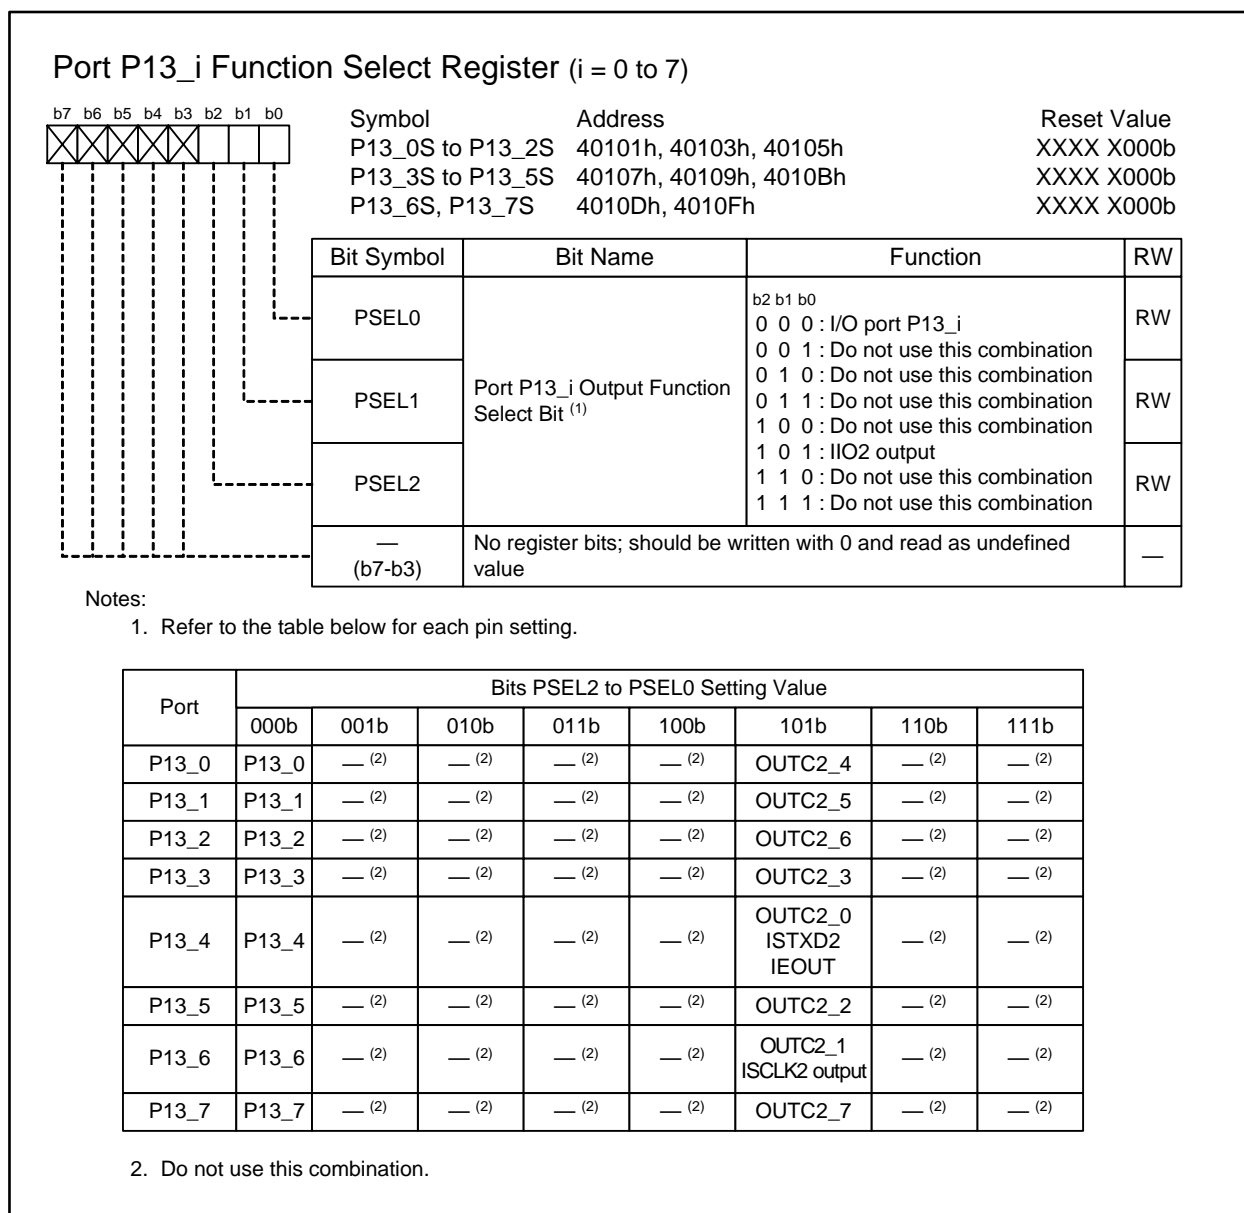 Port P13_i Function Select Register (i = 0 to 7)
b7 b6 b5 b4 b3 b2 b1 b0
Symbol Address Reset Value
P13_0S to P13_2S 40101h, 40103h, 40105h XXXX X000b
P13_3S to P13_5S 40107h, 40109h, 4010Bh XXXX X000b
P13_6S, P13_7S 4010Dh, 4010Fh XXXX X000b
Bit Symbol Bit Name Function RW
PSEL0 RW
PSEL1 RW
PSEL2 RW
Port P13_i Output Function
Select Bit (1)
b2 b1 b0
0 0 0 : I/O port P13_i
0 0 1 : Do not use this combination
0 1 0 : Do not use this combination
0 1 1 : Do not use this combination
1 0 0 : Do not use this combination
1 0 1 : IIO2 output
1 1 0 : Do not use this combination
1 1 1 : Do not use this combination
—
(b7-b3)
No register bits; should be written with 0 and read as undefined
value
—
Notes:
1. Refer to the table below for each pin setting.
Port Bits PSEL2 to PSEL0 Setting Value
000b 001b 010b 011b 100b 101b 110b 111b
P13_0 P13_0 — (2) — (2) — (2) — (2) OUTC2_4 — (2) — (2)
P13_1 P13_1 — (2) — (2) — (2) — (2) OUTC2_5 — (2) — (2)
P13_2 P13_2 — (2) — (2) — (2) — (2) OUTC2_6 — (2) — (2)
P13_3 P13_3 — (2) — (2) — (2) — (2) OUTC2_3 — (2) — (2)
OUTC2_0
P13_4 P13_4 — (2) — (2) — (2) — (2) ISTXD2 — (2) — (2)
IEOUT
P13_5 P13_5 — (2) — (2) — (2) — (2) OUTC2_2 — (2) — (2)
OUTC2_1
P13_6 P13_6 — (2) — (2) — (2) — (2) ISCLK2 output — (2) — (2)
P13_7 P13_7 — (2) — (2) — (2) — (2) OUTC2_7 — (2) — (2)
2. Do not use this combination.